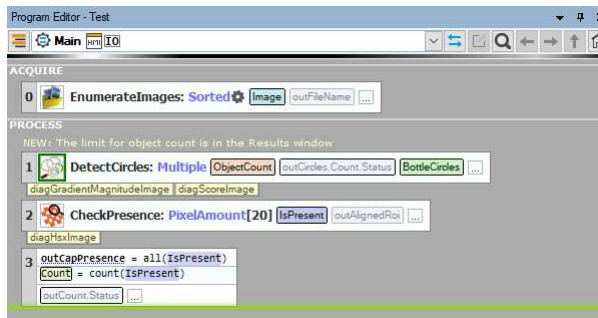 Program Editor - Test
Main HMI IO
ACQUIRE
0 EnumerateImages: Sorted Image outFileName ...
PROCESS
NEW: The limit for object count is in the Results window
1 DetectCircles: Multiple ObjectCount outCircles.Count.Status BottleCircles ...
diagGradientMagnitudeImage diagScoreImage
2 CheckPresence: PixelAmount[20] IsPresent outAlignedRoi ...
diagHsxImage
3 outCapPresence = all(IsPresent)
Count = count(IsPresent)
outCount.Status ...